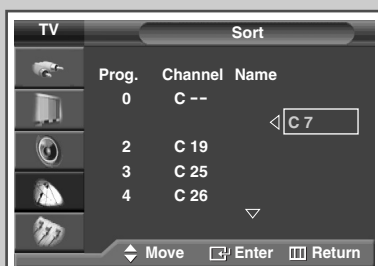 TV Sort
Prog. Channel Name
0 C --
C 7
2 C 19
3 C 25
4 C 26
Move Enter Return